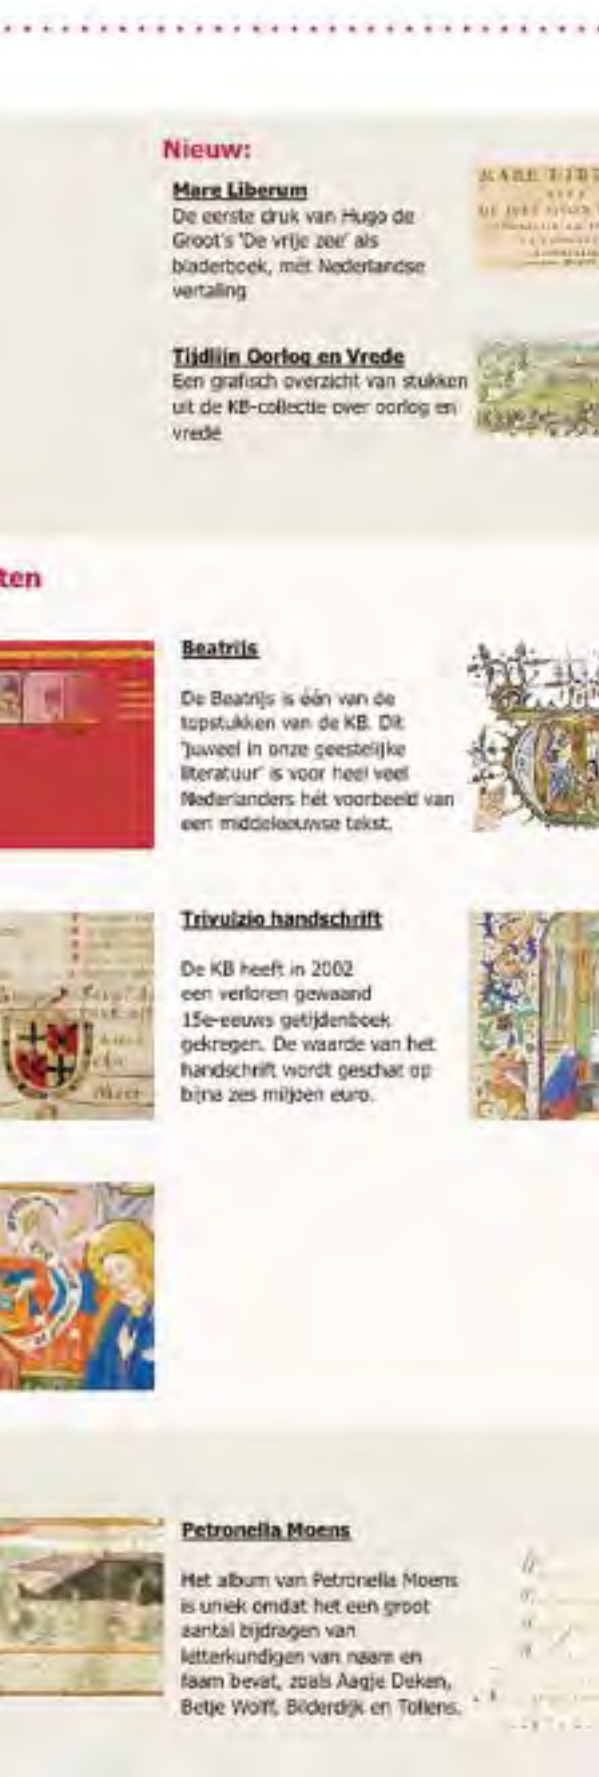 Nieuw:
Mare Liberum
De eerste druk van Hugo de
Groot's 'De vrije zee' als
bladerboek, mét Nederlandse
vertaling
Tijdlijn Oorlog en Vrede
Een grafisch overzicht van stukken
uit de KB-collectie over oorlog en
vrede
ten
Beatrijs
De Beatrijs is één van de
topstukken van de KB. Dit
'juweel in onze geestelijke
literatuur' is voor heel veel
Nederlanders hét voorbeeld van
een middeleeuwse tekst.
Trivulzio handschrift
De KB heeft in 2002
een verloren gewaand
15e-eeuws getijdenboek
gekregen. De waarde van het
handschrift wordt geschat op
bijna zes miljoen euro.
Petronella Moens
Het album van Petronella Moens
is uniek omdat het een groot
aantal bijdragen van
letterkundigen van naam en
faam bevat, zoals Aagje Deken,
Betje Wolff, Bilderdijk en Tollens.